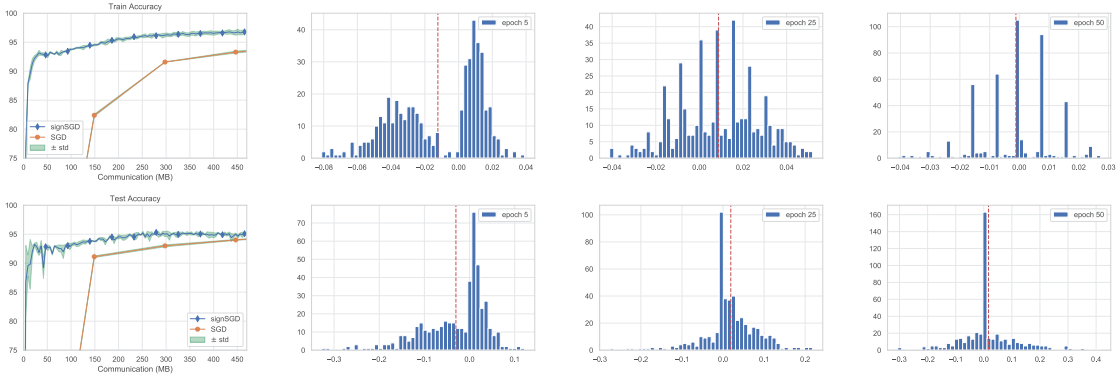 Train Accuracy
100
95
90
85
80
75
signSGD
SGD
± std
0 50 100 150 200 250 300 350 400 450
Communication (MB)
epoch 5
40
35
30
25
20
15
10
5
0
−0.08 −0.06 −0.04 −0.02 0.00 0.02 0.04
epoch 25
40
35
30
25
20
15
10
5
0
−0.04 −0.02 0.00 0.02 0.04
epoch 50
100
80
60
40
20
0
−0.04 −0.03 −0.02 −0.01 0.00 0.01 0.02 0.03
Test Accuracy
100
95
90
85
80
75
signSGD
SGD
± std
0 50 100 150 200 250 300 350 400 450
Communication (MB)
epoch 5
80
70
60
50
40
30
20
10
0
−0.3 −0.2 −0.1 0.0 0.1
epoch 25
100
80
60
40
20
0
−0.3 −0.2 −0.1 0.0 0.1 0.2
epoch 50
160
140
120
100
80
60
40
20
0
−0.3 −0.2 −0.1 0.0 0.1 0.2 0.3 0.4